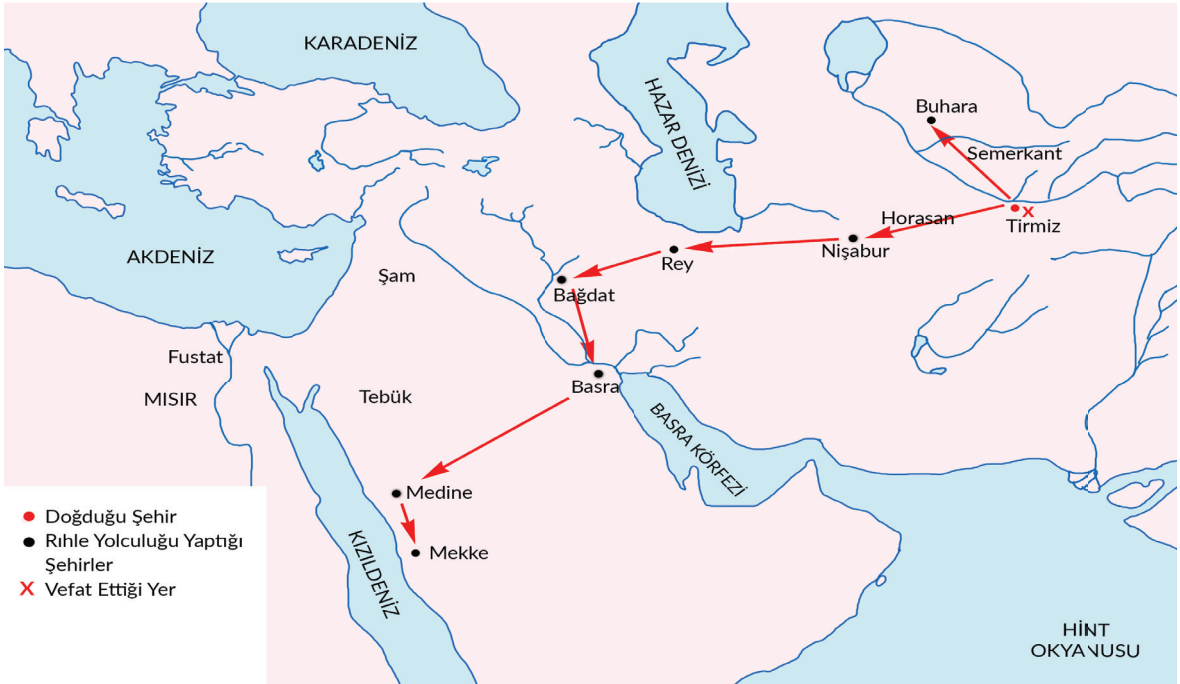 KARADENİZ
HAZAR DENİZİ
Buhara
Semerkant
Horasan
Tirmiz
X
Nişabur
Rey
AKDENİZ
Şam
Bağdat
Fustat
MISIR
Tebük
Basra
BASRA KÖRFEZİ
Medine
Mekke
KIZILDENİZ
HİNT
OKYANUSU
Doğduğu Şehir
Rıhle Yolculuğu Yaptığı
Şehirler
X Vefat Ettiği Yer